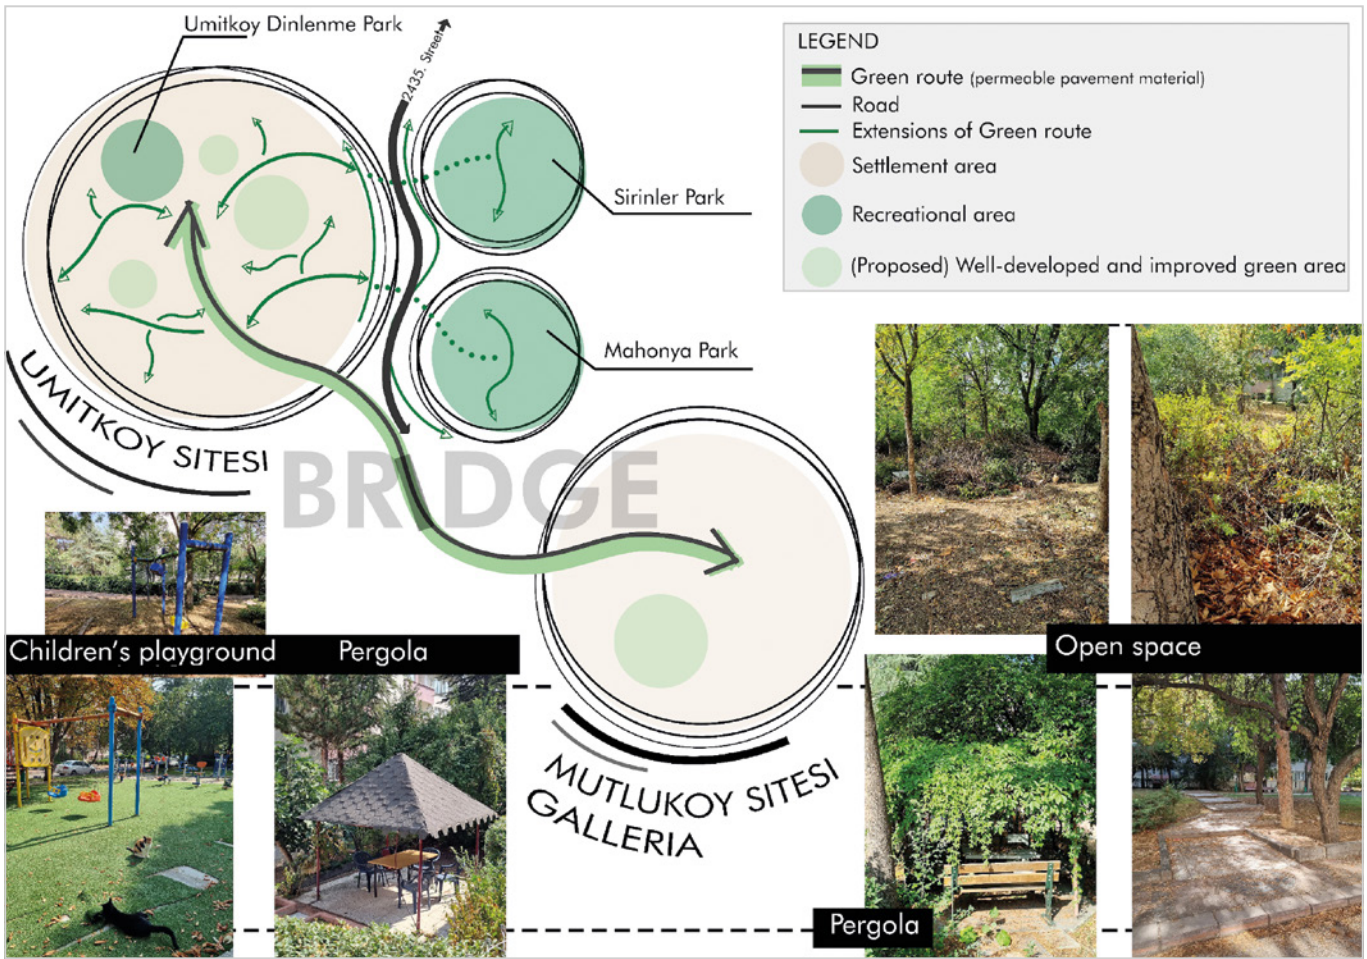 Umitkoy Dinlenme Park
2435. Street
LEGEND
Green route (permeable pavement material)
Road
Extensions of Green route
Settlement area
Recreational area
(Proposed) Well-developed and improved green area
Sirinler Park
Mahonya Park
UMITKOY SITESI
BRIDGE
MUTLUKOY SITESI
GALLERIA
Children's playground
Pergola
Open space
Pergola